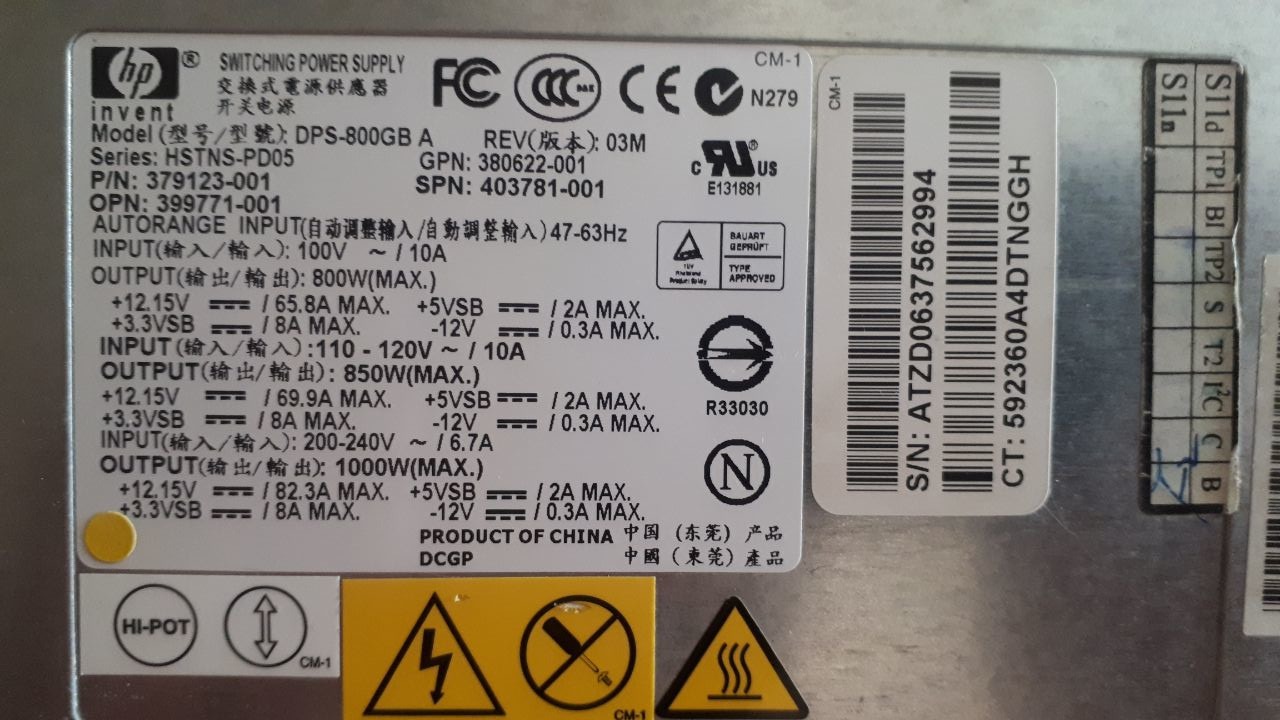 hp ® invent
SWITCHING POWER SUPPLY
交換式電源供應器
开关电源
FC CCC CE N279
CM-1
Model (型号/型號): DPS-800GB A REV(版本): 03M
Series: HSTNS-PD05 GPN: 380622-001
P/N: 379123-001 SPN: 403781-001
OPN: 399771-001
c RU ® US
E131881
AUTORANGE INPUT(自动调整输入/自動調整輸入) 47-63Hz
INPUT(输入/輸入): 100V ~ / 10A
OUTPUT(输出/輸出): 800W(MAX.)
+12.15V / 65.8A MAX. +5VSB / 2A MAX.
+3.3VSB / 8A MAX. -12V / 0.3A MAX.
INPUT(输入/輸入):110 - 120V ~ / 10A
OUTPUT(输出/輸出): 850W(MAX.)
+12.15V / 69.9A MAX. +5VSB / 2A MAX.
+3.3VSB / 8A MAX. -12V / 0.3A MAX.
INPUT(输入/輸入): 200-240V ~ / 6.7A
OUTPUT(输出/輸出): 1000W(MAX.)
+12.15V / 82.3A MAX. +5VSB / 2A MAX.
+3.3VSB / 8A MAX. -12V / 0.3A MAX.
PRODUCT OF CHINA 中国 (东莞) 产品
DCGP 中國 (東莞) 產品
BAUART
GEPRÜFT
TYPE
APPROVED
R33030
N
CM-1
S/N: ATZD0637562994
CT: 592360A4DTNGGH
S11d TP1 BI TP2 S T2 I²C C B
S11n
HI-POT
CM-1
CM-1